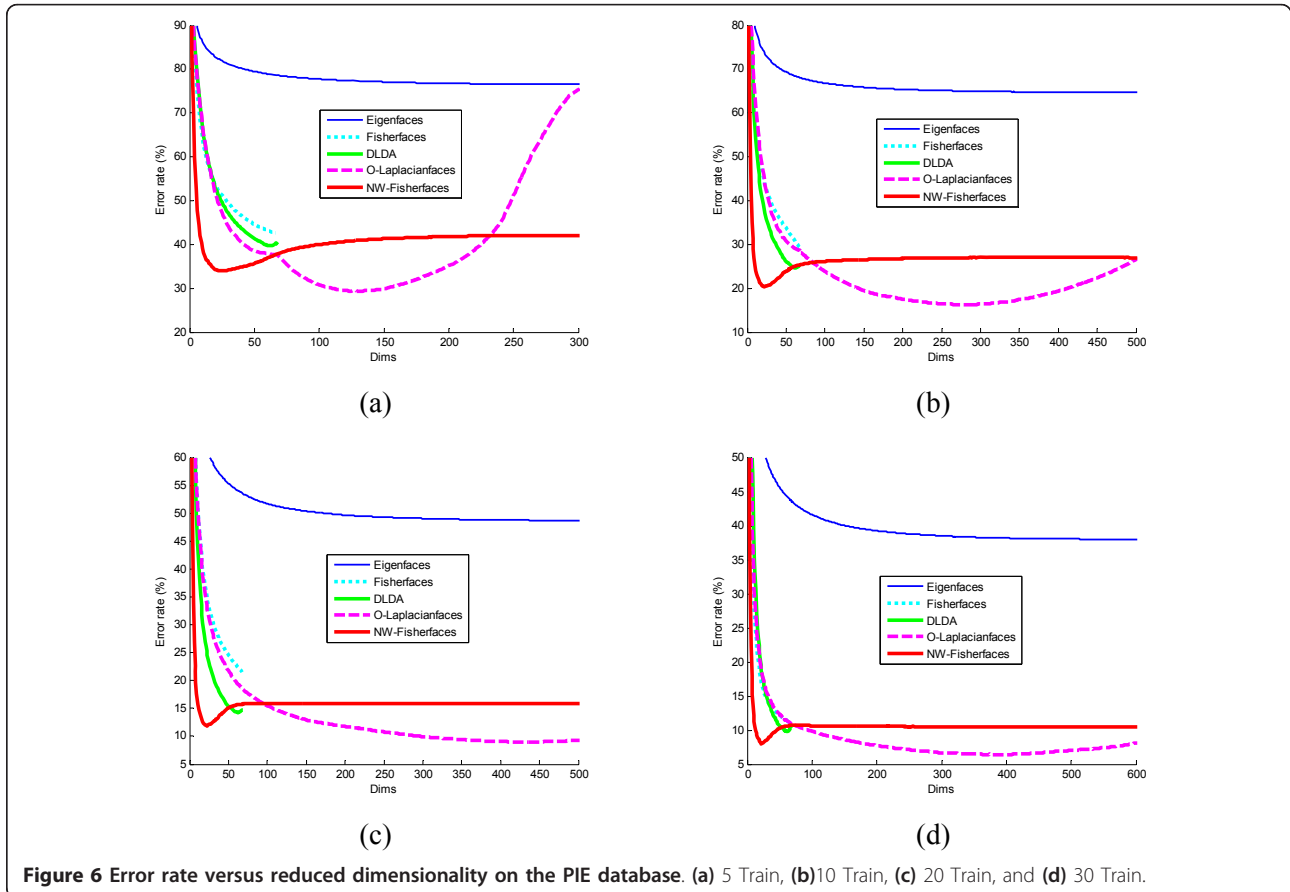 90
80
70
60
50
40
30
20
Error rate (%)
Eigenfaces
Fisherfaces
DLDA
O-Laplacianfaces
NW-Fisherfaces
0 50 100 150 200 250 300
Dims
(a)
80
70
60
50
40
30
20
10
Error rate (%)
Eigenfaces
Fisherfaces
DLDA
O-Laplacianfaces
NW-Fisherfaces
0 50 100 150 200 250 300 350 400 450 500
Dims
(b)
60
55
50
45
40
35
30
25
20
15
10
5
Error rate (%)
Eigenfaces
Fisherfaces
DLDA
O-Laplacianfaces
NW-Fisherfaces
0 50 100 150 200 250 300 350 400 450 500
Dims
(c)
50
45
40
35
30
25
20
15
10
5
Error rate (%)
Eigenfaces
Fisherfaces
DLDA
O-Laplacianfaces
NW-Fisherfaces
0 100 200 300 400 500 600
Dims
(d)
Figure 6 Error rate versus reduced dimensionality on the PIE database. (a) 5 Train, (b)10 Train, (c) 20 Train, and (d) 30 Train.